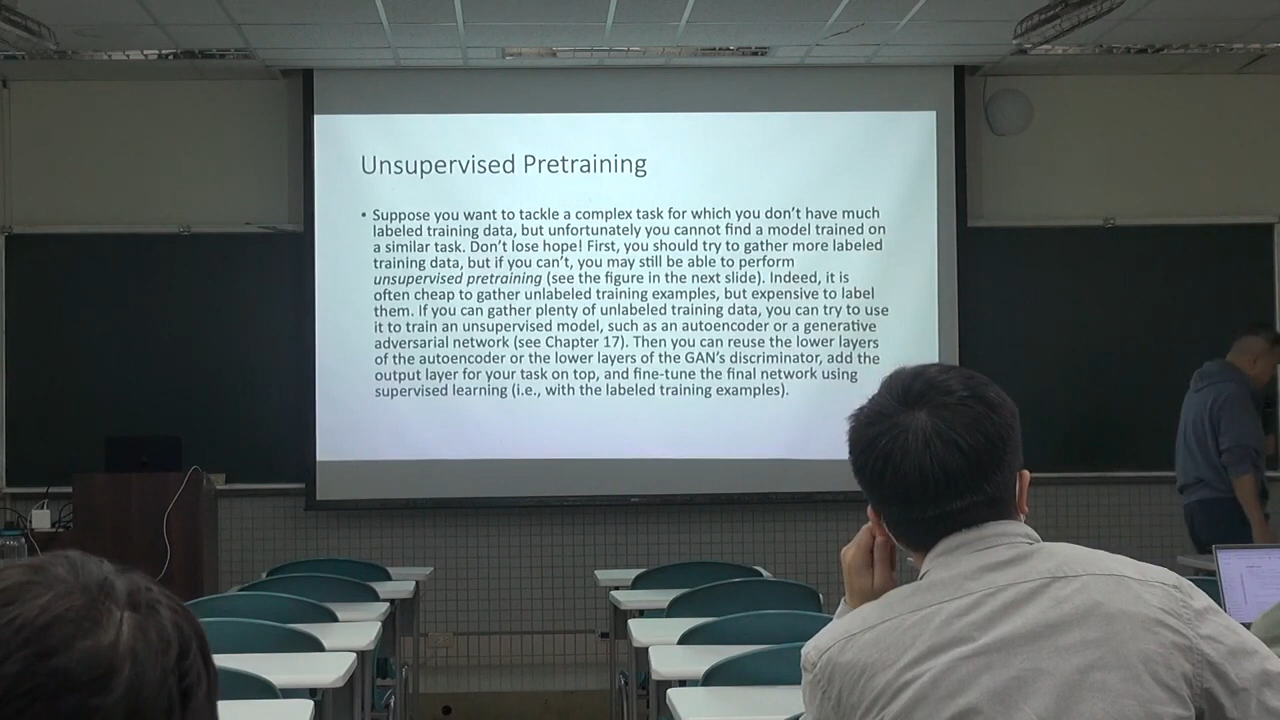 Unsupervised Pretraining
• Suppose you want to tackle a complex task for which you don't have much
labeled training data, but unfortunately you cannot find a model trained on
a similar task. Don't lose hope! First, you should try to gather more labeled
training data, but if you can't, you may still be able to perform
unsupervised pretraining (see the figure in the next slide). Indeed, it is
often cheap to gather unlabeled training examples, but expensive to label
them. If you can gather plenty of unlabeled training data, you can try to use
it to train an unsupervised model, such as an autoencoder or a generative
adversarial network (see Chapter 17). Then you can reuse the lower layers
of the autoencoder or the lower layers of the GAN's discriminator, add the
output layer for your task on top, and fine-tune the final network using
supervised learning (i.e., with the labeled training examples).